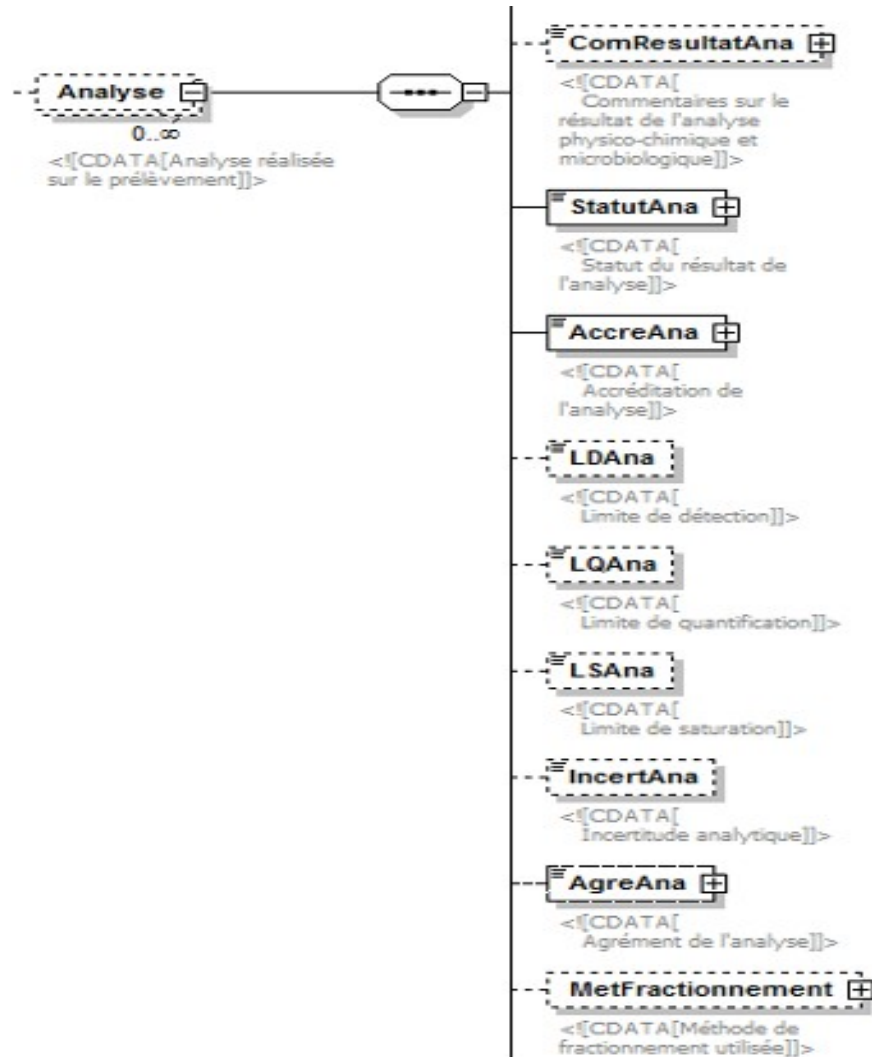 Analyse
0..∞
<![CDATA[Analyse réalisée
sur le prélèvement]]>
ComResultatAna
<![CDATA[
Commentaires sur le
résultat de l'analyse
physico-chimique et
microbiologique]]>
StatutAna
<![CDATA[
Statut du résultat de
l'analyse]]>
AccreAna
<![CDATA[
Accréditation de
l'analyse]]>
LDAna
<![CDATA[
Limite de détection]]>
LQAna
<![CDATA[
Limite de quantification]]>
LSAna
<![CDATA[
Limite de saturation]]>
IncertAna
<![CDATA[
Incertitude analytique]]>
AgreAna
<![CDATA[
Agrément de l'analyse]]>
MetFractionnement
<![CDATA[Méthode de
fractionnement utilisée]]>